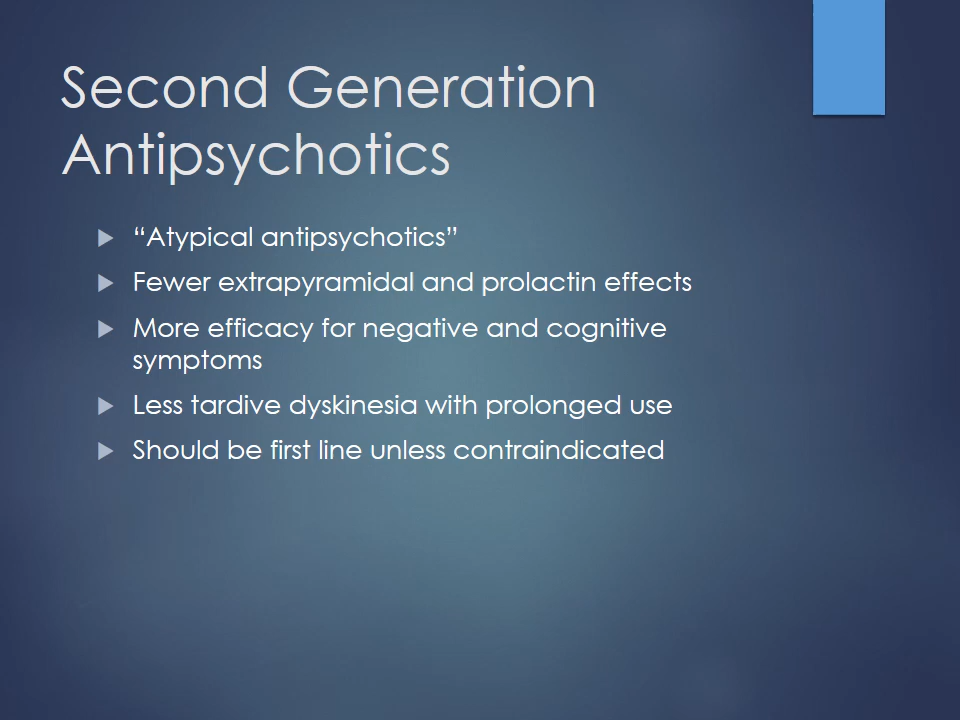 Second Generation
Antipsychotics
“Atypical antipsychotics”
Fewer extrapyramidal and prolactin effects
More efficacy for negative and cognitive
symptoms
Less tardive dyskinesia with prolonged use
Should be first line unless contraindicated